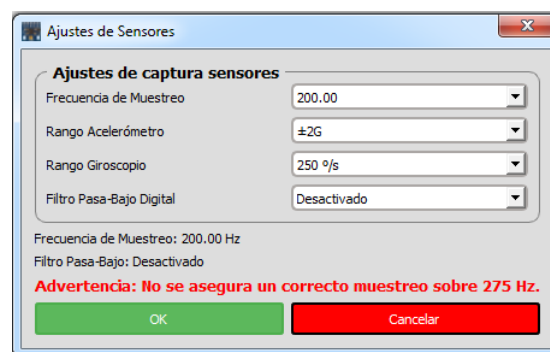 Ajustes de Sensores
Ajustes de captura sensores
Frecuencia de Muestreo 200.00
Rango Acelerómetro ±2G
Rango Giroscopio 250 º/s
Filtro Pasa-Bajo Digital Desactivado
Frecuencia de Muestreo: 200.00 Hz
Filtro Pasa-Bajo: Desactivado
Advertencia: No se asegura un correcto muestreo sobre 275 Hz.
OK Cancelar